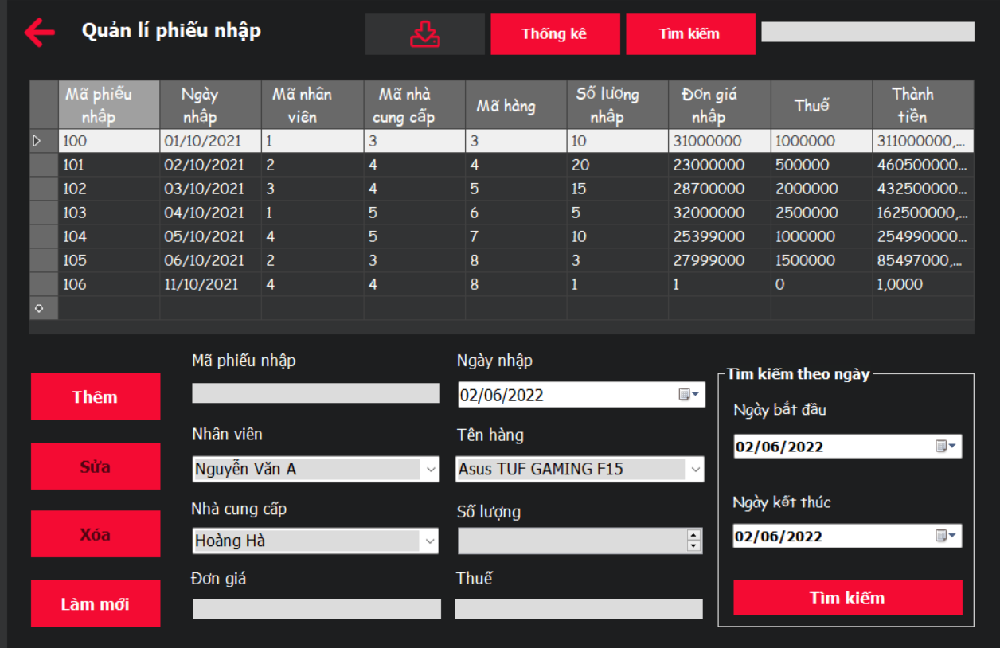 Quản lí phiếu nhập
Thống kê
Tìm kiếm
Mã phiếu nhập Ngày nhập Mã nhân viên Mã nhà cung cấp Mã hàng Số lượng nhập Đơn giá nhập Thuế Thành tiền
100 01/10/2021 1 3 3 10 31000000 1000000 311000000,...
101 02/10/2021 2 4 4 20 23000000 500000 460500000...
102 03/10/2021 3 4 5 15 28700000 2000000 432500000...
103 04/10/2021 1 5 6 5 32000000 2500000 162500000,...
104 05/10/2021 4 5 7 10 25399000 1000000 254990000...
105 06/10/2021 2 3 8 3 27999000 1500000 85497000,...
106 11/10/2021 4 4 8 1 1 0 1,0000
Thêm
Sửa
Xóa
Làm mới
Mã phiếu nhập
Ngày nhập
02/06/2022
Nhân viên
Nguyễn Văn A
Tên hàng
Asus TUF GAMING F15
Nhà cung cấp
Hoàng Hà
Số lượng
Đơn giá
Thuế
Tìm kiếm theo ngày
Ngày bắt đầu
02/06/2022
Ngày kết thúc
02/06/2022
Tìm kiếm